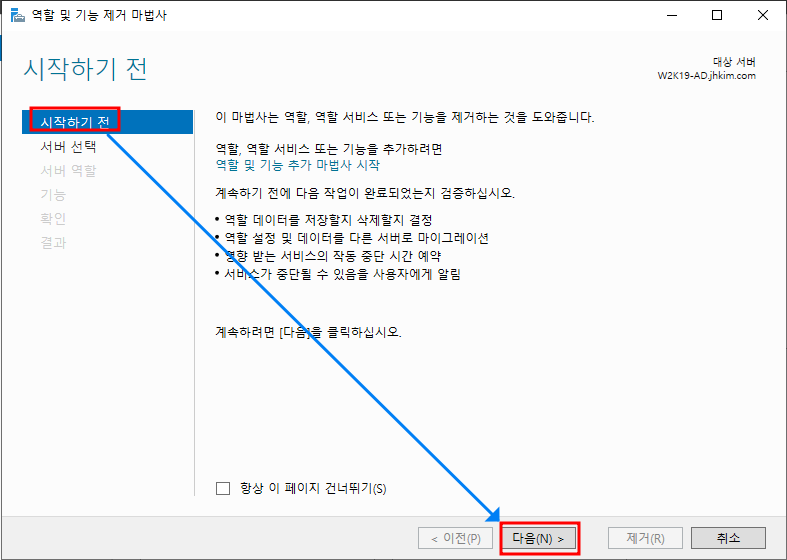 역할 및 기능 제거 마법사
시작하기 전
대상 서버
W2K19-AD.jhkim.com
시작하기 전
서버 선택
서버 역할
기능
확인
결과
이 마법사는 역할, 역할 서비스 또는 기능을 제거하는 것을 도와줍니다.
역할, 역할 서비스 또는 기능을 추가하려면
역할 및 기능 추가 마법사 시작
계속하기 전에 다음 작업이 완료되었는지 검증하십시오.
• 역할 데이터를 저장할지 삭제할지 결정
• 역할 설정 및 데이터를 다른 서버로 마이그레이션
• 영향 받는 서비스의 작동 중단 시간 예약
• 서비스가 중단될 수 있음을 사용자에게 알림
계속하려면 [다음]을 클릭하십시오.
항상 이 페이지 건너뛰기(S)
< 이전(P)
다음(N) >
제거(R)
취소